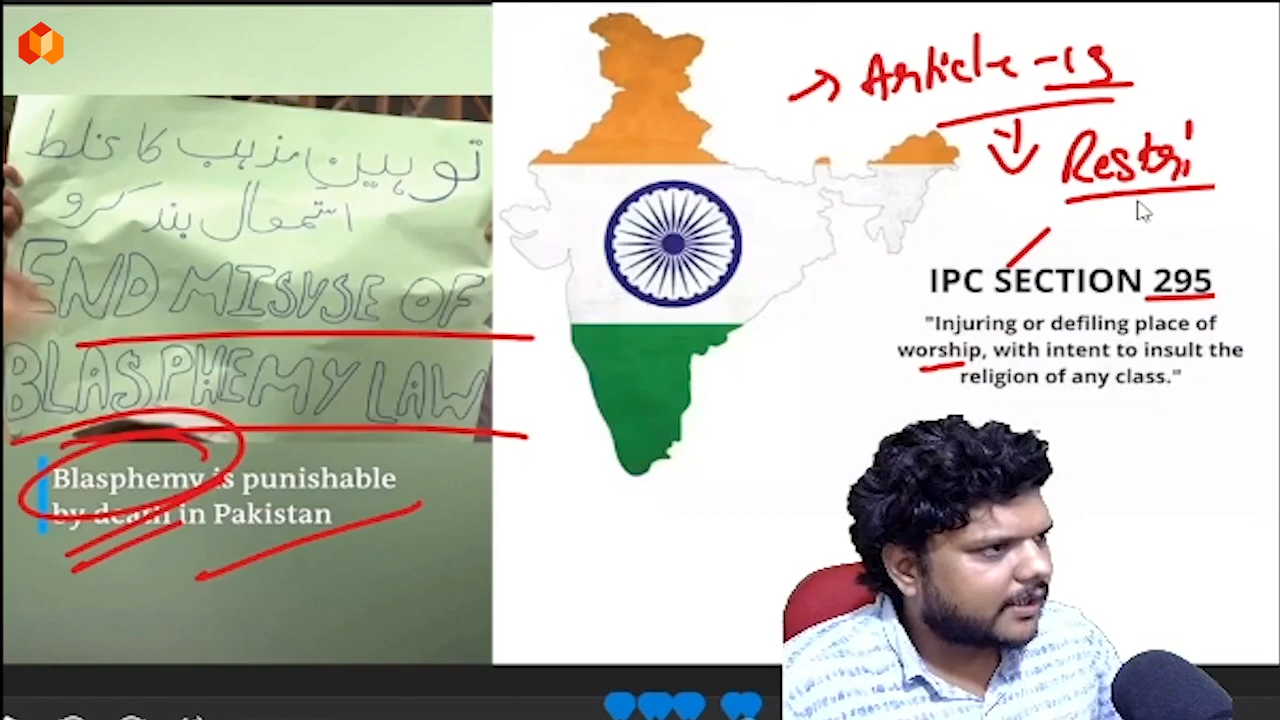 توہینِ مذہب کا غلط
استعمال بند کرو
END MISUSE OF
BLASPHEMY LAW
Blasphemy is punishable
by death in Pakistan
→ Article-19
↓ Restri
IPC SECTION 295
"Injuring or defiling place of
worship, with intent to insult the
religion of any class."